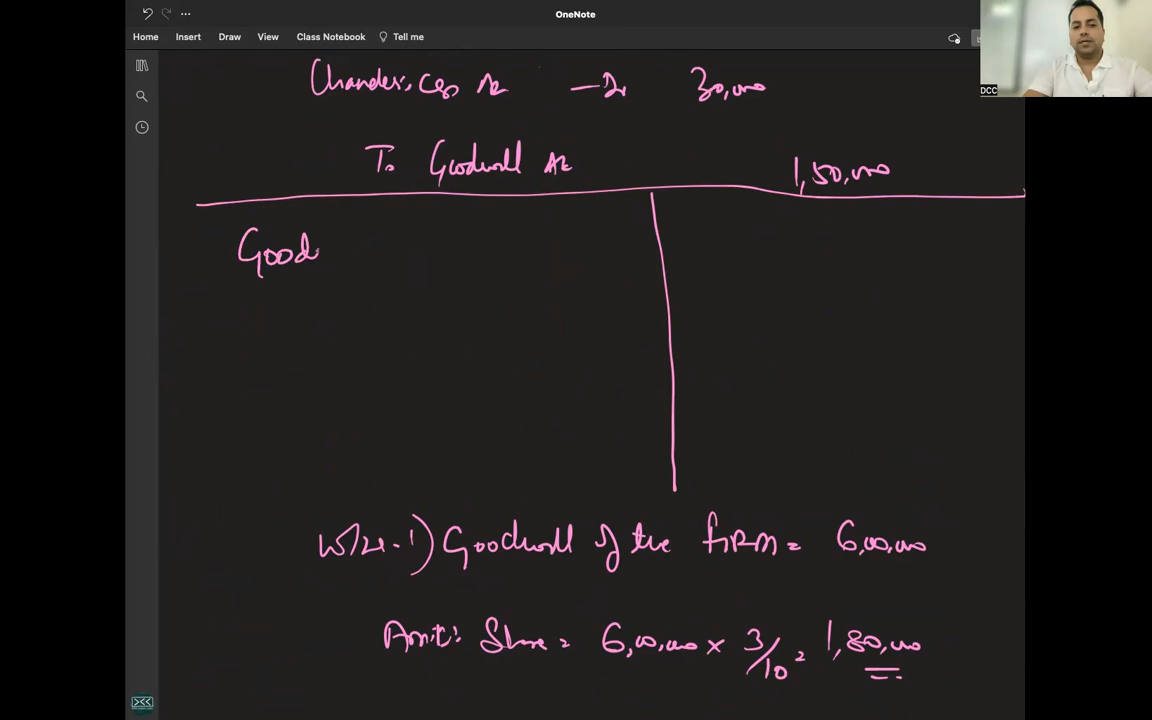 OneNote
Home Insert Draw View Class Notebook Tell me
DCC
Chander's Cap A/c — Dr 30,000
To Goodwill A/c 1,50,000
Good
W/N-1) Goodwill of the firm = 6,00,000
Amit's Share = 6,00,000 × 3/10 = 1,80,000